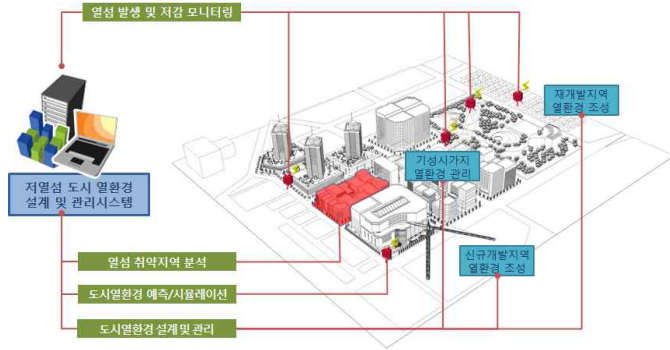 열섬 발생 및 저감 모니터링
재개발지역
열환경 조성
기성시가지
열환경 관리
저열섬 도시 열환경
설계 및 관리시스템
신규개발지역
열환경 조성
열섬 취약지역 분석
도시열환경 예측/시뮬레이션
도시열환경 설계 및 관리